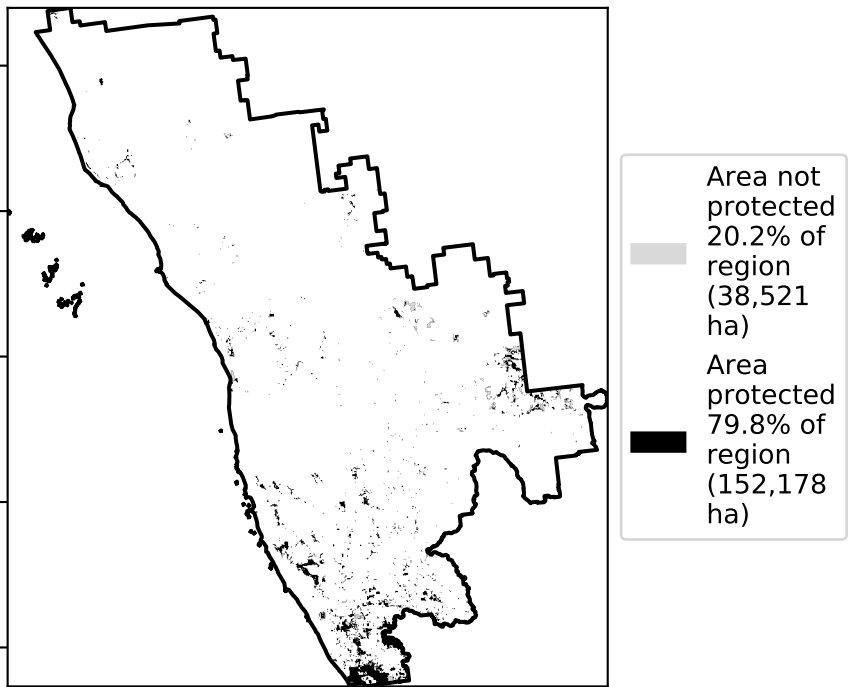 Area not
protected
20.2% of
region
(38,521
ha)
Area
protected
79.8% of
region
(152,178
ha)